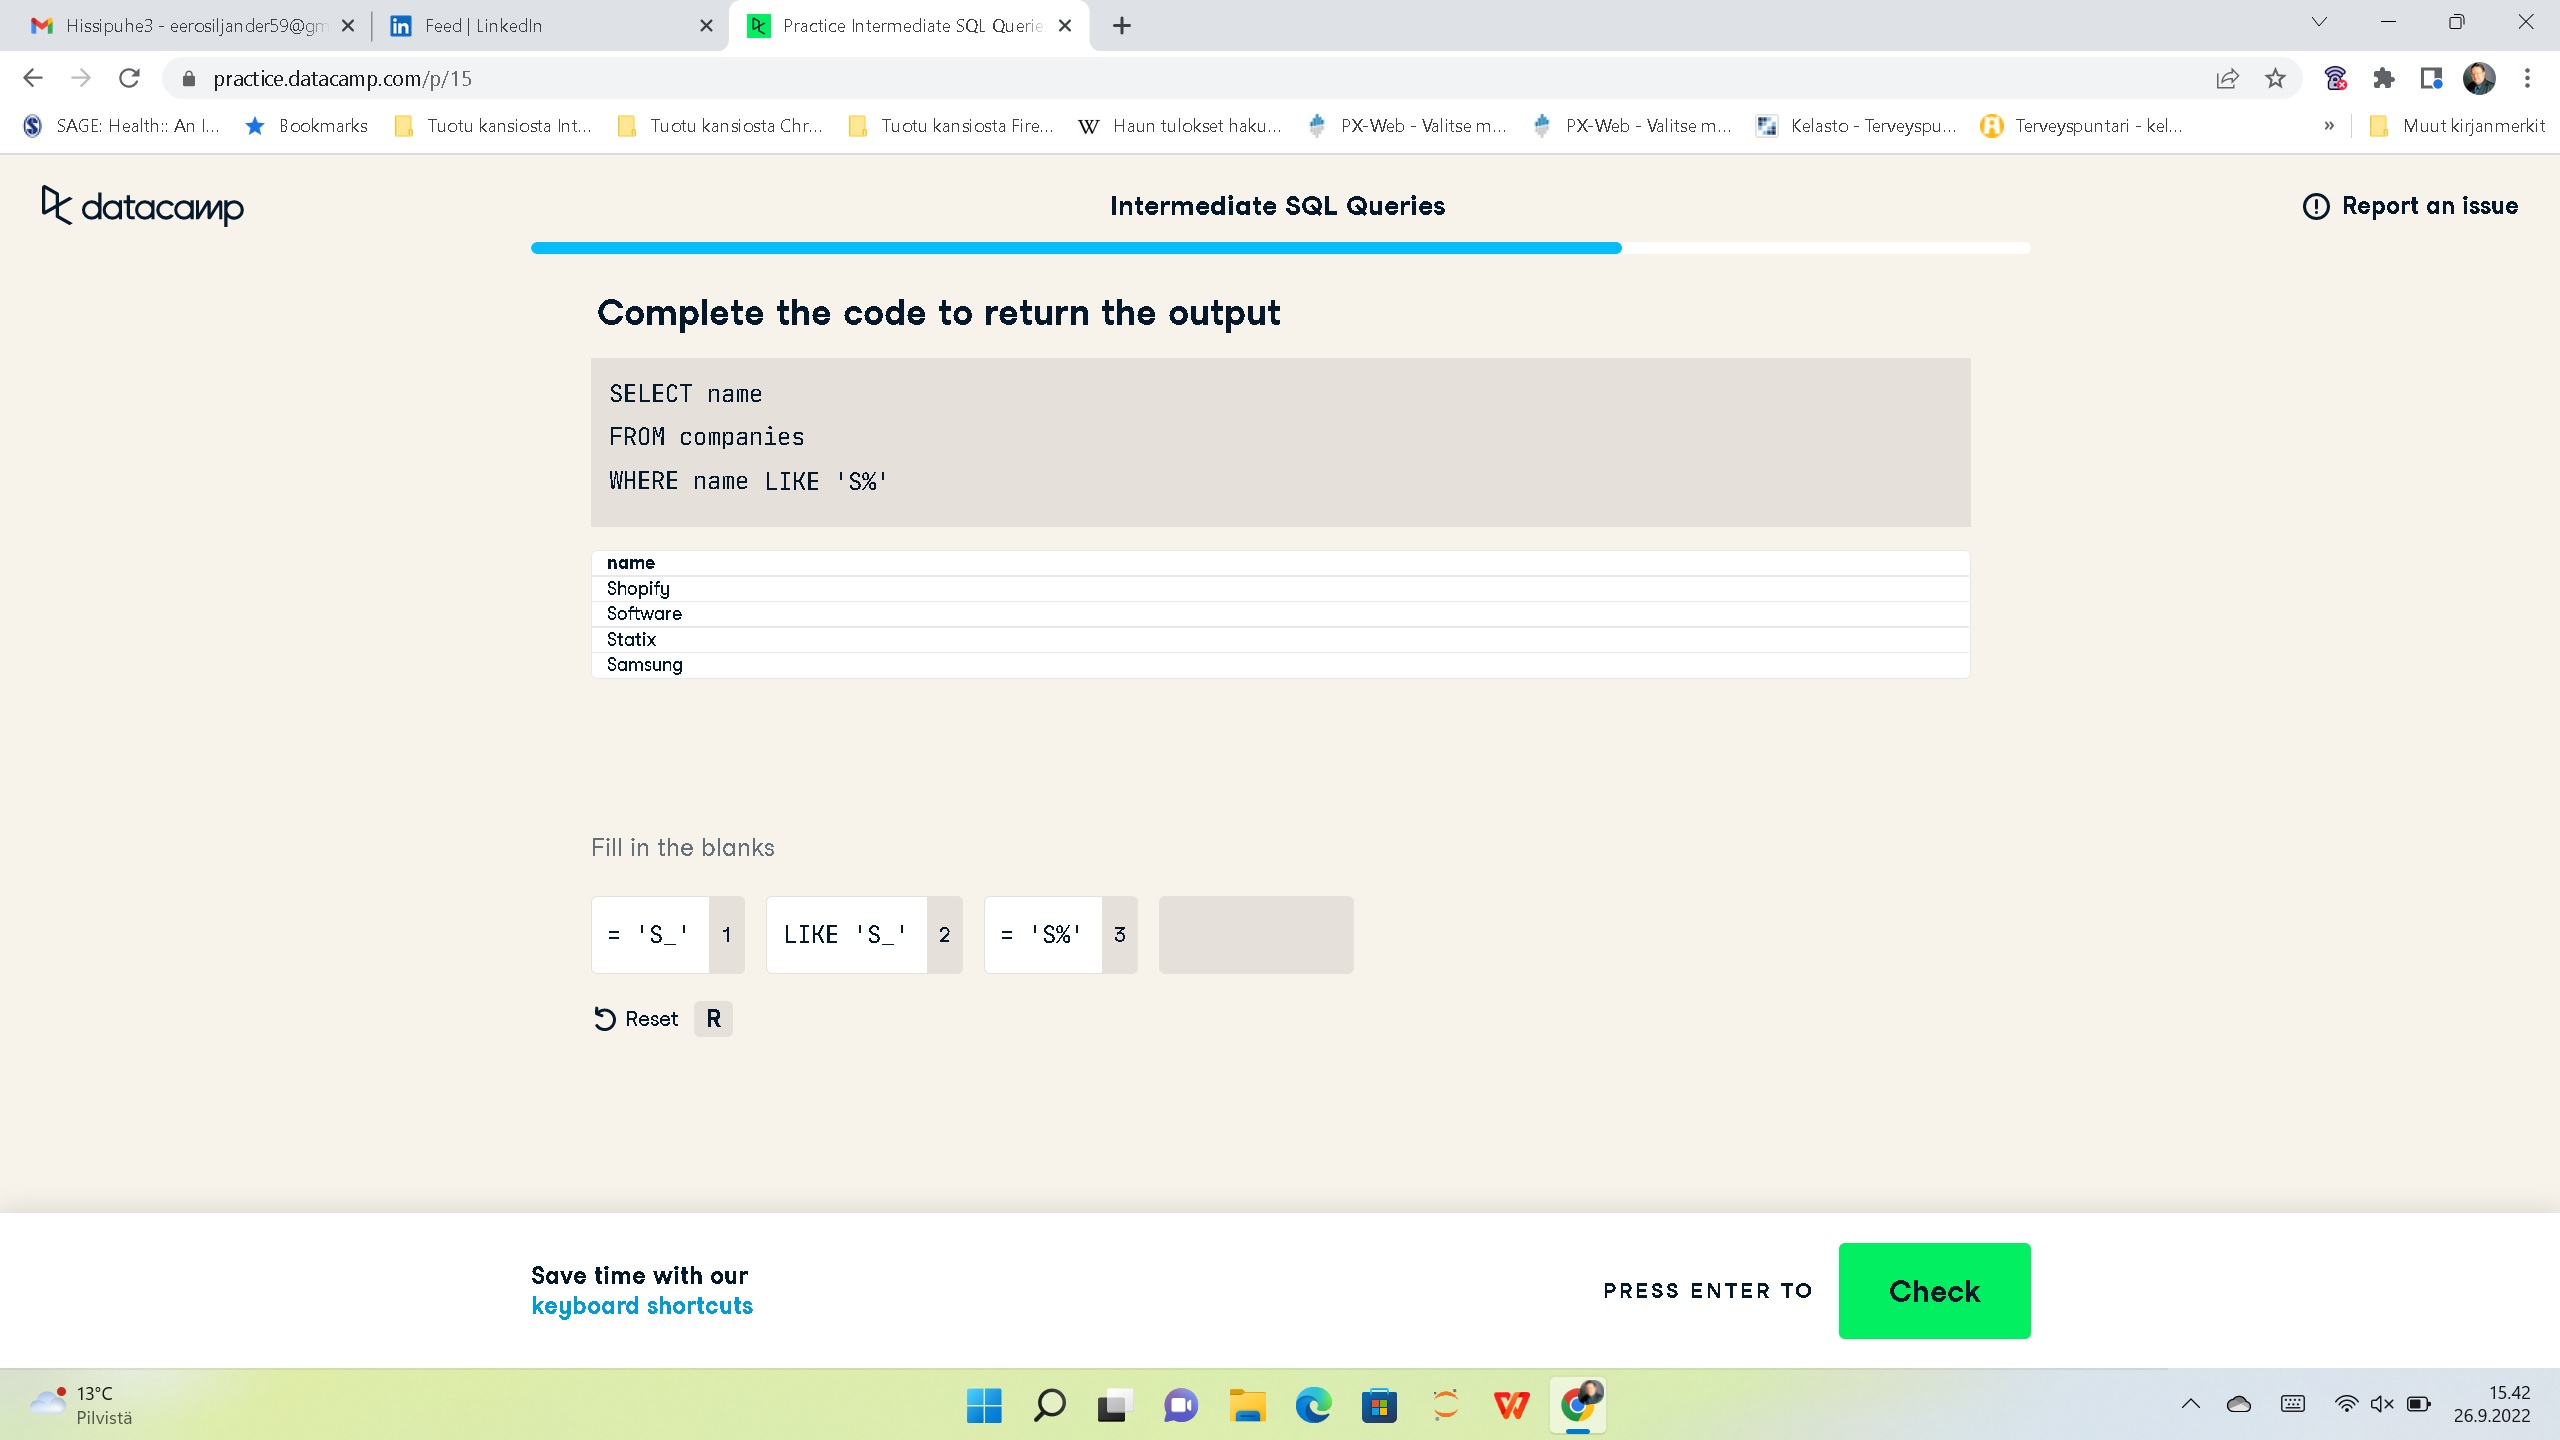 Hissipuhe3 - eerosiljander59@gm
Feed | LinkedIn
Practice Intermediate SQL Querie
practice.datacamp.com/p/15
SAGE: Health:: An I...
Bookmarks
Tuotu kansiosta Int...
Tuotu kansiosta Chr...
Tuotu kansiosta Fire...
Haun tulokset haku...
PX-Web - Valitse m...
PX-Web - Valitse m...
Kelasto - Terveyspu...
Terveyspuntari - kel...
»
Muut kirjanmerkit
datacamp
Intermediate SQL Queries
Report an issue
Complete the code to return the output
SELECT name
FROM companies
WHERE name LIKE 'S%'
name
Shopify
Software
Statix
Samsung
Fill in the blanks
= 'S_' 1
LIKE 'S_' 2
= 'S%' 3
Reset R
Save time with our
keyboard shortcuts
PRESS ENTER TO
Check
13°C
Pilvistä
15.42
26.9.2022